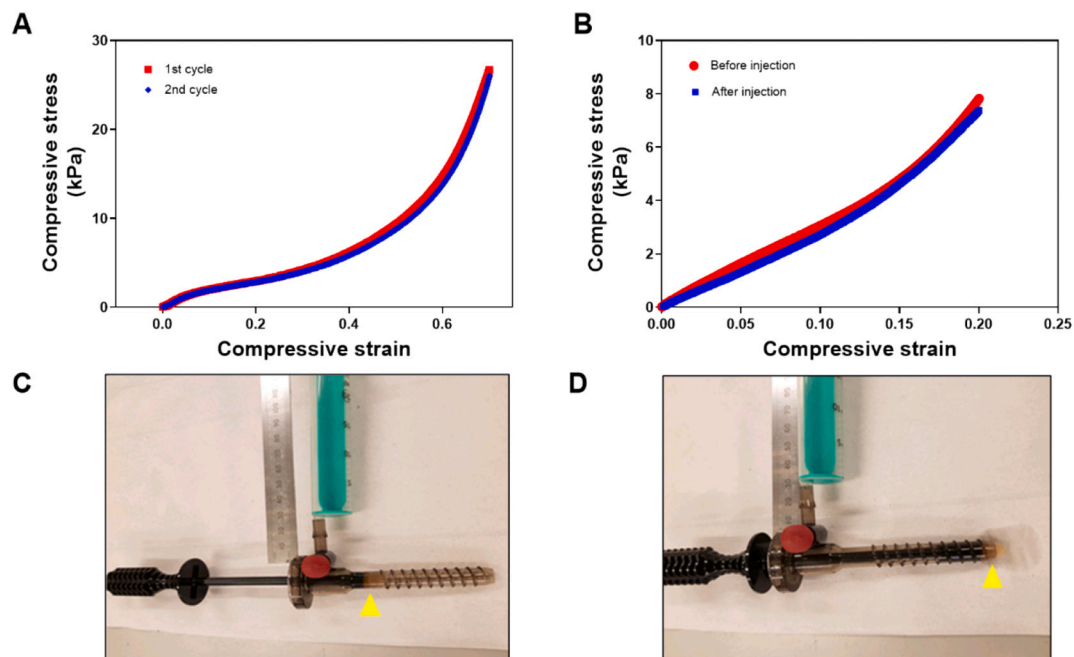 A
Compressive stress
(kPa)
30
20
10
0
1st cycle
2nd cycle
0.0
0.2
0.4
0.6
Compressive strain
B
Compressive stress
(kPa)
10
8
6
4
2
0
Before injection
After injection
0.00
0.05
0.10
0.15
0.20
0.25
Compressive strain
C
D